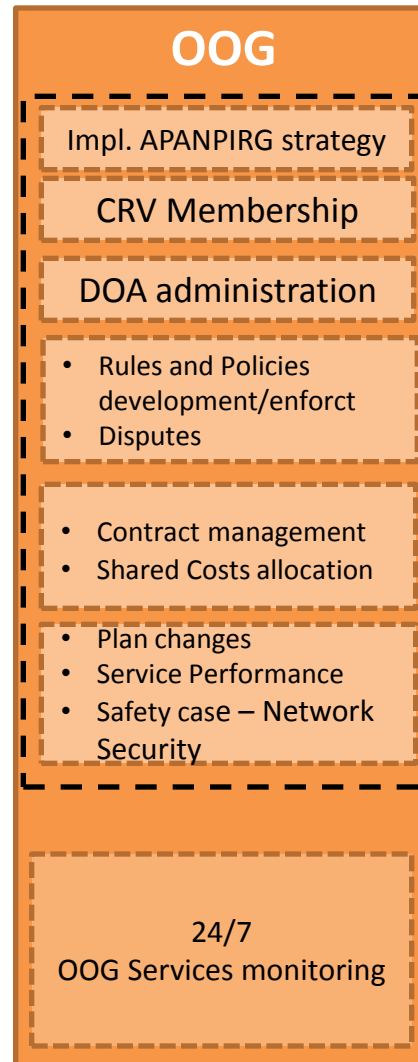 OOG
Impl. APANPIRG strategy
CRV Membership
DOA administration
• Rules and Policies
development/enforct
• Disputes
• Contract management
• Shared Costs allocation
• Plan changes
• Service Performance
• Safety case – Network
Security
24/7
OOG Services monitoring